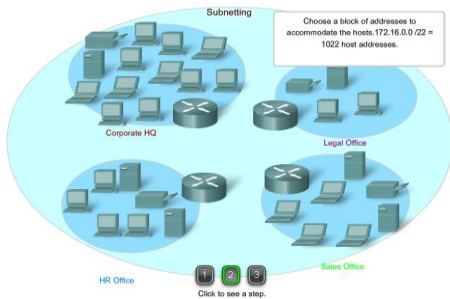 Subnetting
Choose a block of addresses to
accommodate the hosts.172.16.0.0 /22 =
1022 host addresses.
Corporate HQ
Legal Office
HR Office
Sales Office
1
2
3
Click to see a step.